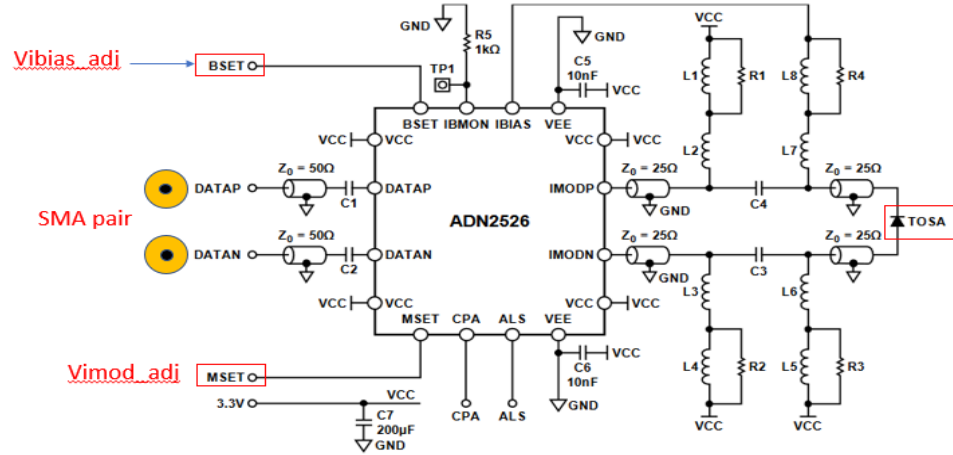 VCC
GND
R5
1kΩ
GND
Vibias_adj
BSET
TP1
C5
10nF
VCC
L1
R1
L8
R4
BSET IBMON IBIAS VEE
VCC
VCC
VCC
VCC
L2
L7
Z0 = 50Ω
Z0 = 25Ω
Z0 = 25Ω
DATAP
C1
DATAP
IMODP
GND
C4
SMA pair
ADN2526
TOSA
Z0 = 50Ω
Z0 = 25Ω
Z0 = 25Ω
DATAN
C2
DATAN
IMODN
GND
C3
VCC
VCC
VCC
VCC
L3
L6
MSET CPA ALS VEE
Vimod_adj
MSET
C6
10nF
VCC
L4
R2
L5
R3
3.3V
VCC
C7
200µF
GND
CPA
ALS
GND
VCC
VCC